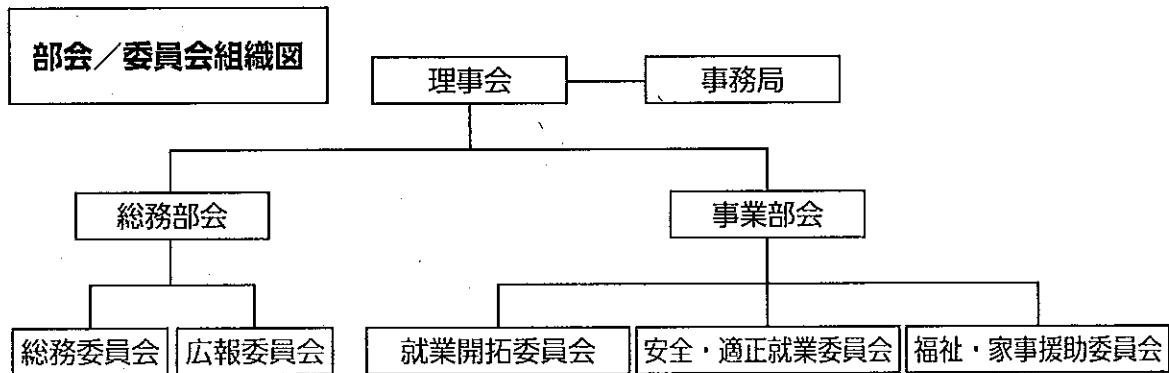 部会／委員会組織図
理事会
事務局
総務部会
事業部会
総務委員会
広報委員会
就業開拓委員会
安全・適正就業委員会
福祉・家事援助委員会